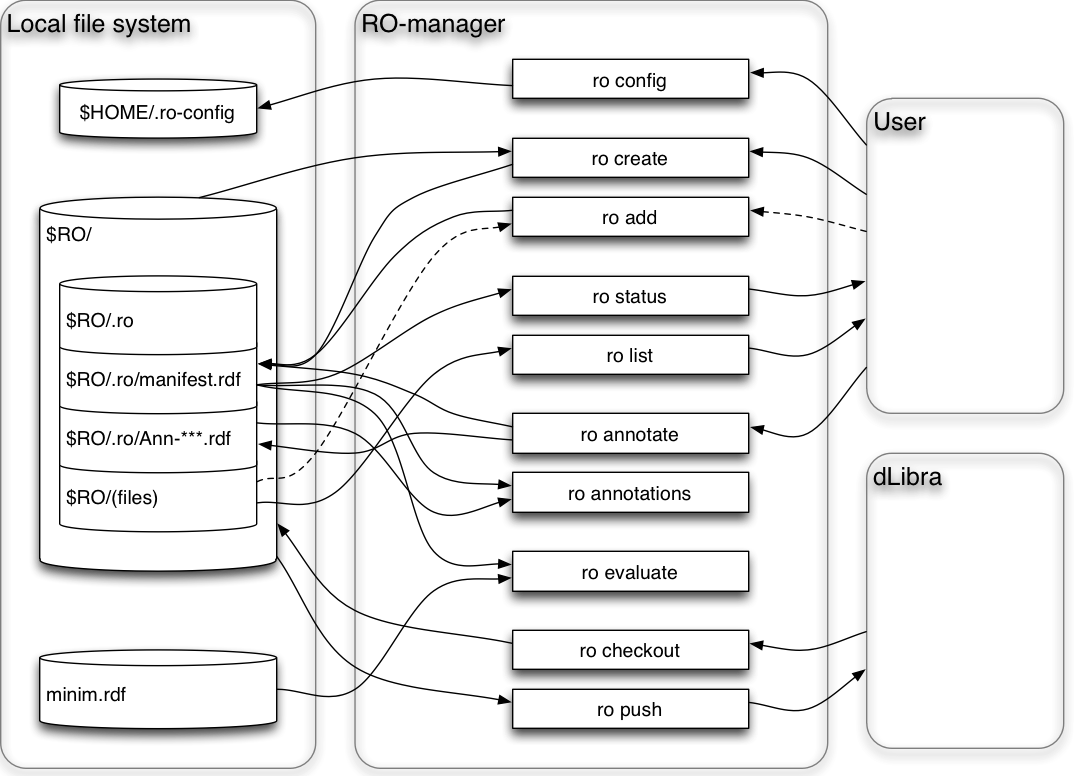 Local file system
$HOME/.ro-config
$RO/
$RO/.ro
$RO/.ro/manifest.rdf
$RO/.ro/Ann-***.rdf
$RO/(files)
minim.rdf
RO-manager
ro config
ro create
ro add
ro status
ro list
ro annotate
ro annotations
ro evaluate
ro checkout
ro push
User
dLibra